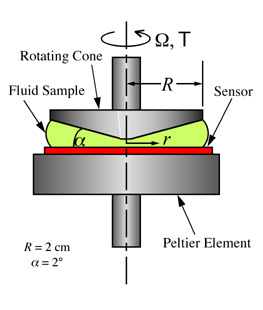 Ω, T
Rotating Cone
R
Fluid Sample
Sensor
α
r
Peltier Element
R = 2 cm
α = 2°